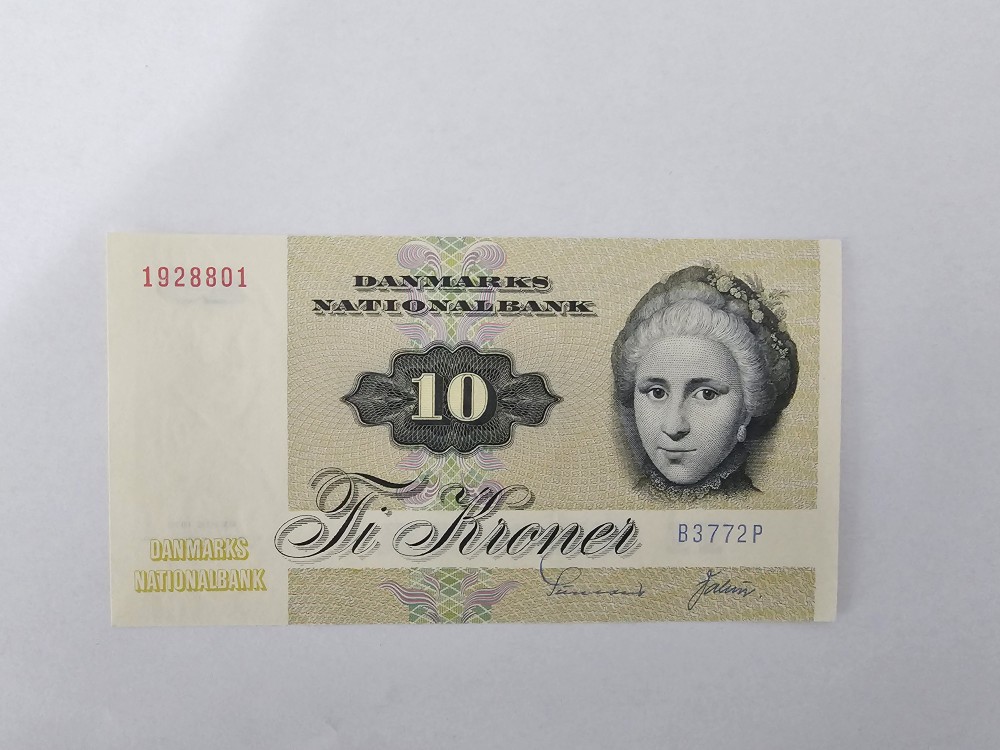 1928801
DANMARKS
NATIONALBANK
10
Ti Kroner
B3772P
DANMARKS
NATIONALBANK